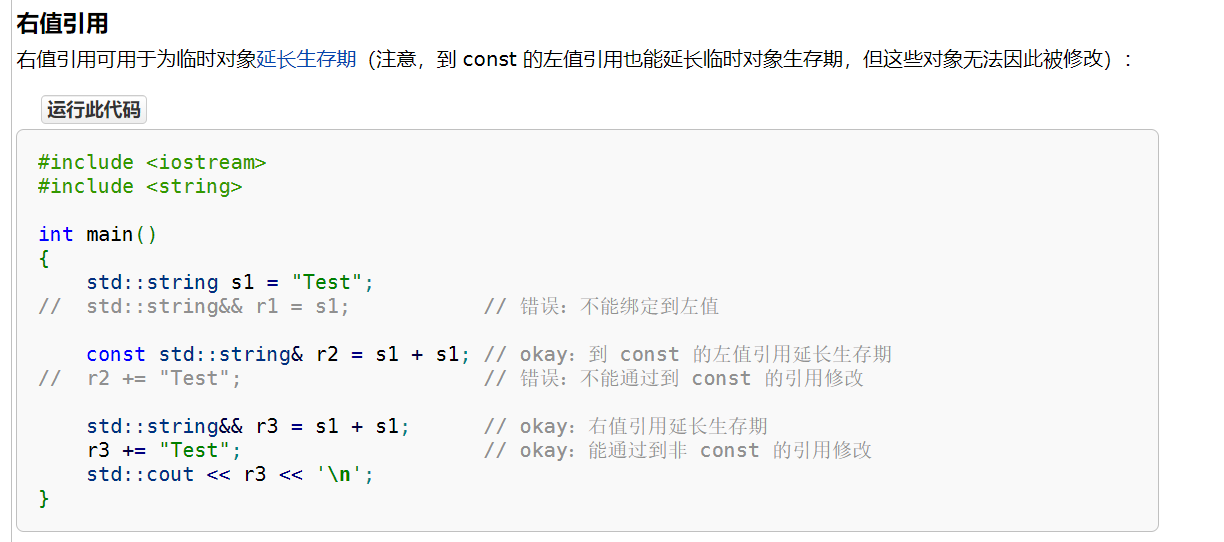 右值引用
右值引用可用于为临时对象延长生存期（注意，到 const 的左值引用也能延长临时对象生存期，但这些对象无法因此被修改）：
运行此代码
#include <iostream>
#include <string>
int main()
{
    std::string s1 = "Test";
//  std::string&& r1 = s1;           // 错误：不能绑定到左值
    const std::string& r2 = s1 + s1; // okay：到 const 的左值引用延长生存期
//  r2 += "Test";                    // 错误：不能通过到 const 的引用修改
    std::string&& r3 = s1 + s1;      // okay：右值引用延长生存期
    r3 += "Test";                    // okay：能通过到非 const 的引用修改
    std::cout << r3 << '\n';
}